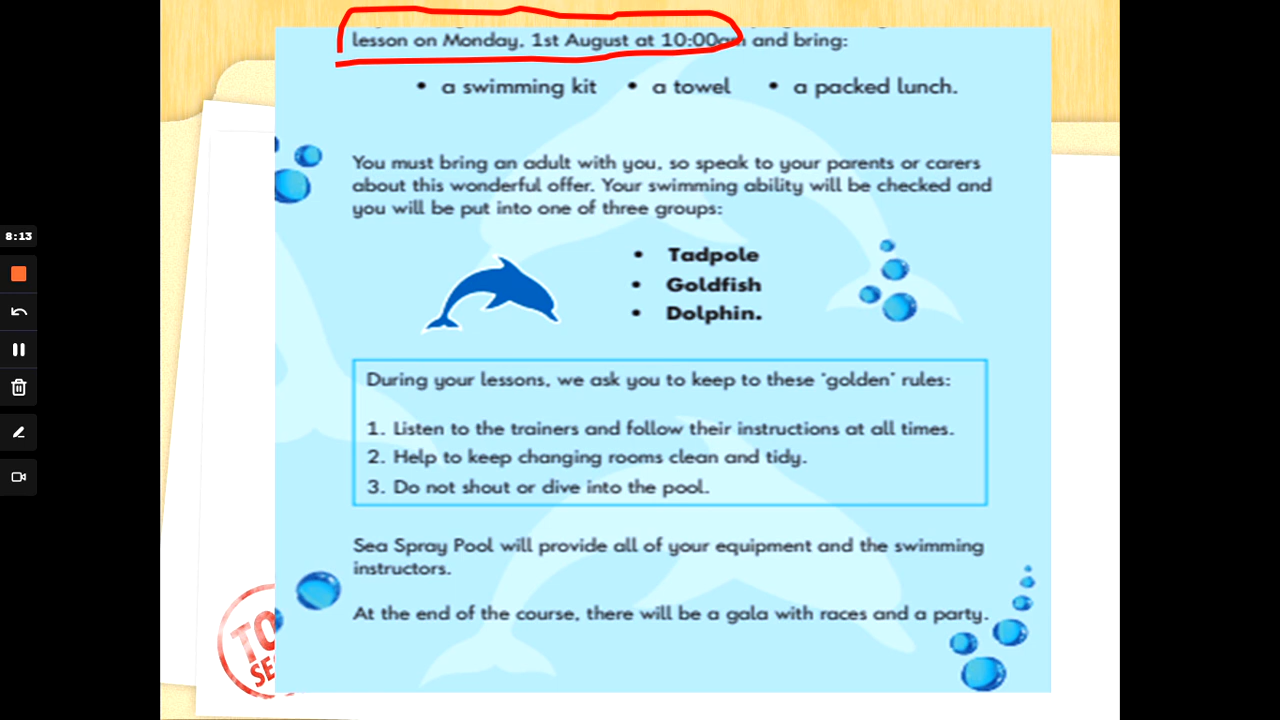 lesson on Monday, 1st August at 10:00am and bring:
• a swimming kit • a towel • a packed lunch.
You must bring an adult with you, so speak to your parents or carers
about this wonderful offer. Your swimming ability will be checked and
you will be put into one of three groups:
• Tadpole
• Goldfish
• Dolphin.
8:13
During your lessons, we ask you to keep to these 'golden' rules:
1. Listen to the trainers and follow their instructions at all times.
2. Help to keep changing rooms clean and tidy.
3. Do not shout or dive into the pool.
Sea Spray Pool will provide all of your equipment and the swimming
instructors.
At the end of the course, there will be a gala with races and a party.